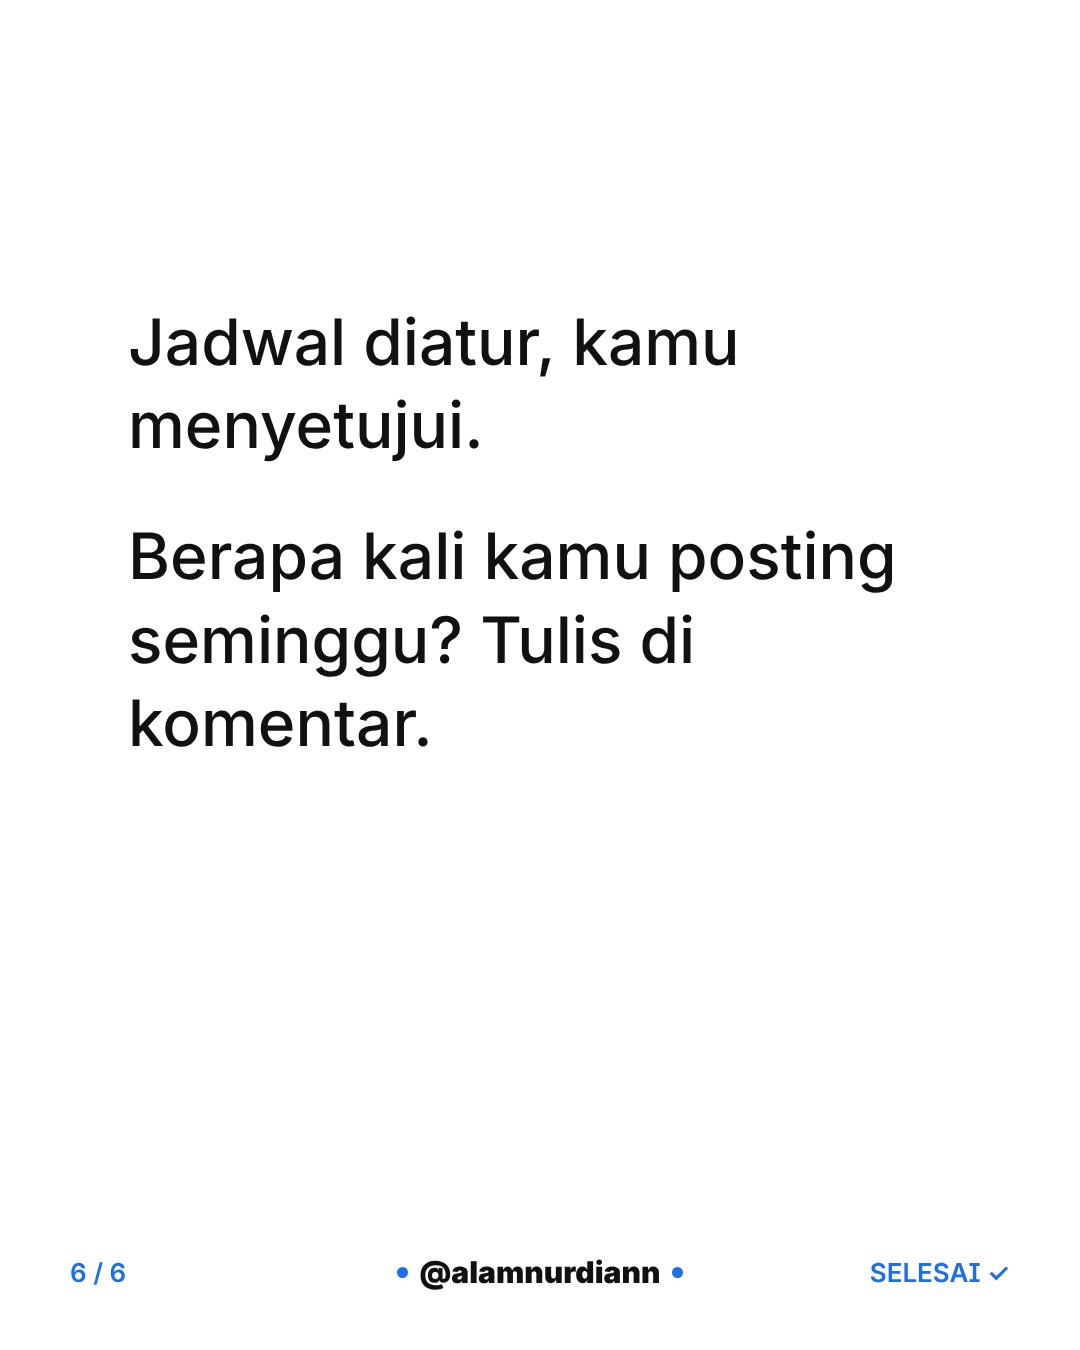 Jadwal diatur, kamu
menyetujui.
Berapa kali kamu posting
seminggu? Tulis di
komentar.
6 / 6
• @alamnurdiann •
SELESAI ✓